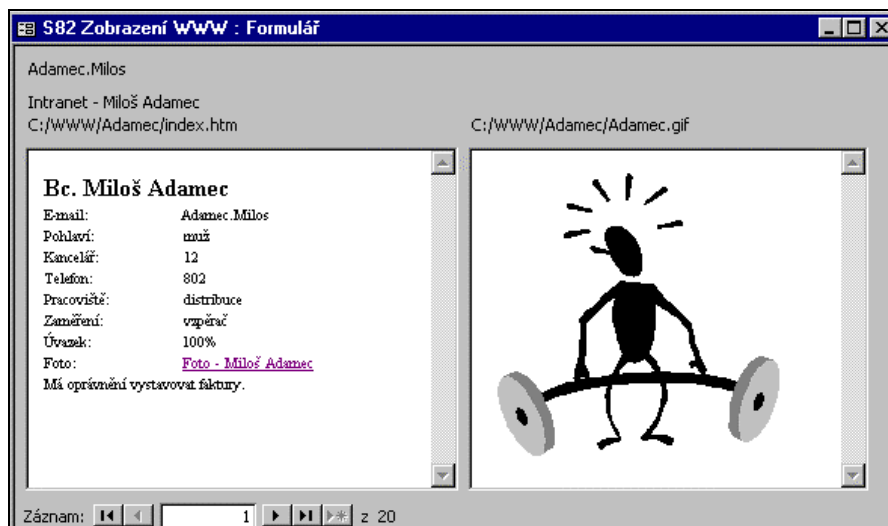 S82 Zobrazení WWW : Formulář
Adamec.Milos
Intranet - Miloš Adamec
C:/WWW/Adamec/index.htm
C:/WWW/Adamec/Adamec.gif
Bc. Miloš Adamec
E-mail: Adamec.Milos
Pohlaví: muž
Kancelář: 12
Telefon: 802
Pracoviště: distribuce
Zaměření: vzpěrač
Úvazek: 100%
Foto: Foto - Miloš Adamec
Má oprávnění vystavovat faktury.
Záznam: 1 z 20